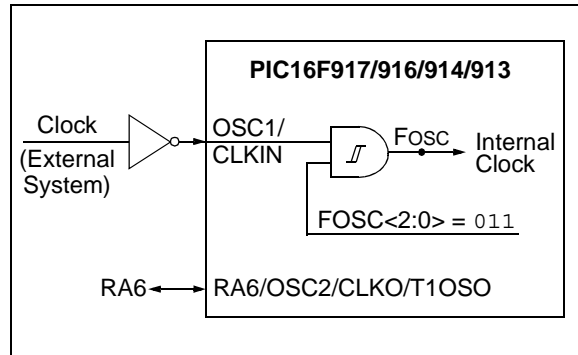 PIC16F917/916/914/913
Clock
(External
System)
OSC1/
CLKIN
FOSC
Internal
Clock
FOSC<2:0> = 011
RA6
RA6/OSC2/CLKO/T1OSO